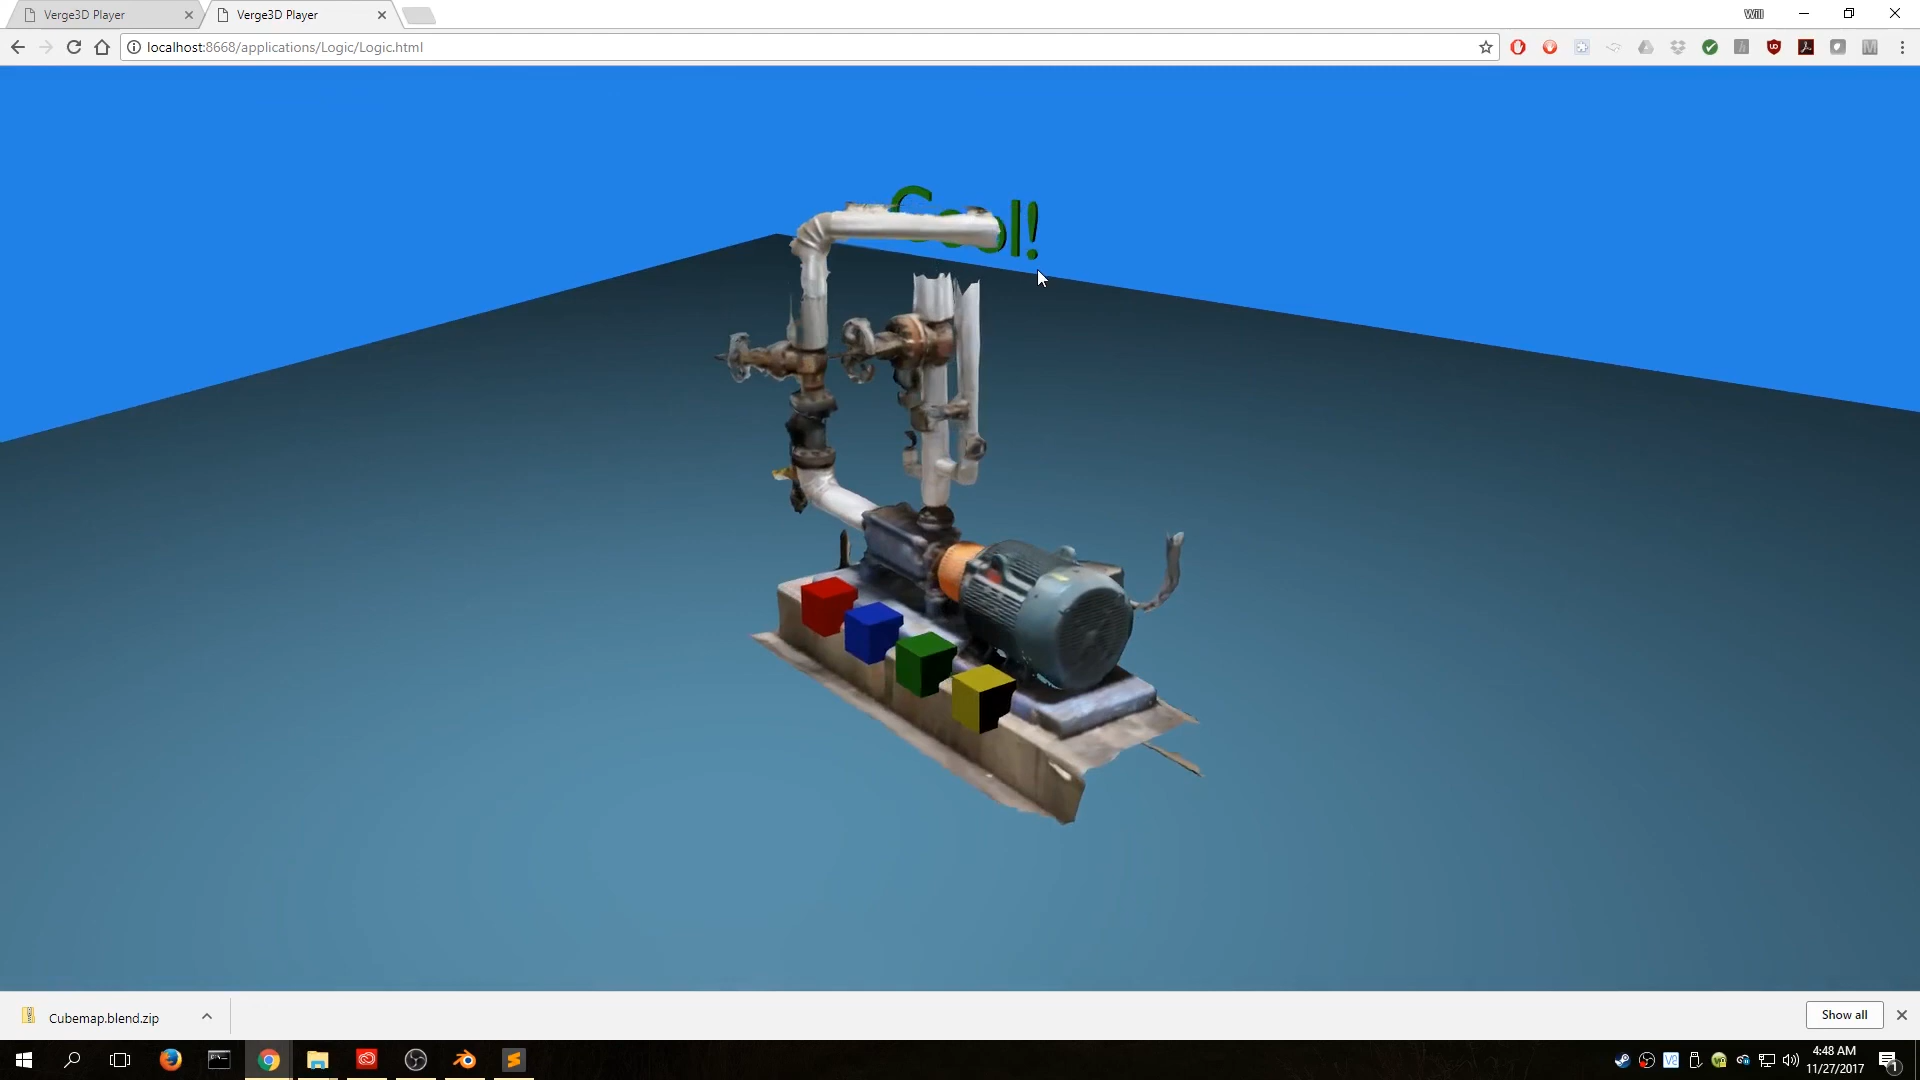 Verge3D Player
Verge3D Player
Will
localhost:8668/applications/Logic/Logic.html
Cool!
Cubemap.blend.zip
Show all
4:48 AM
11/27/2017